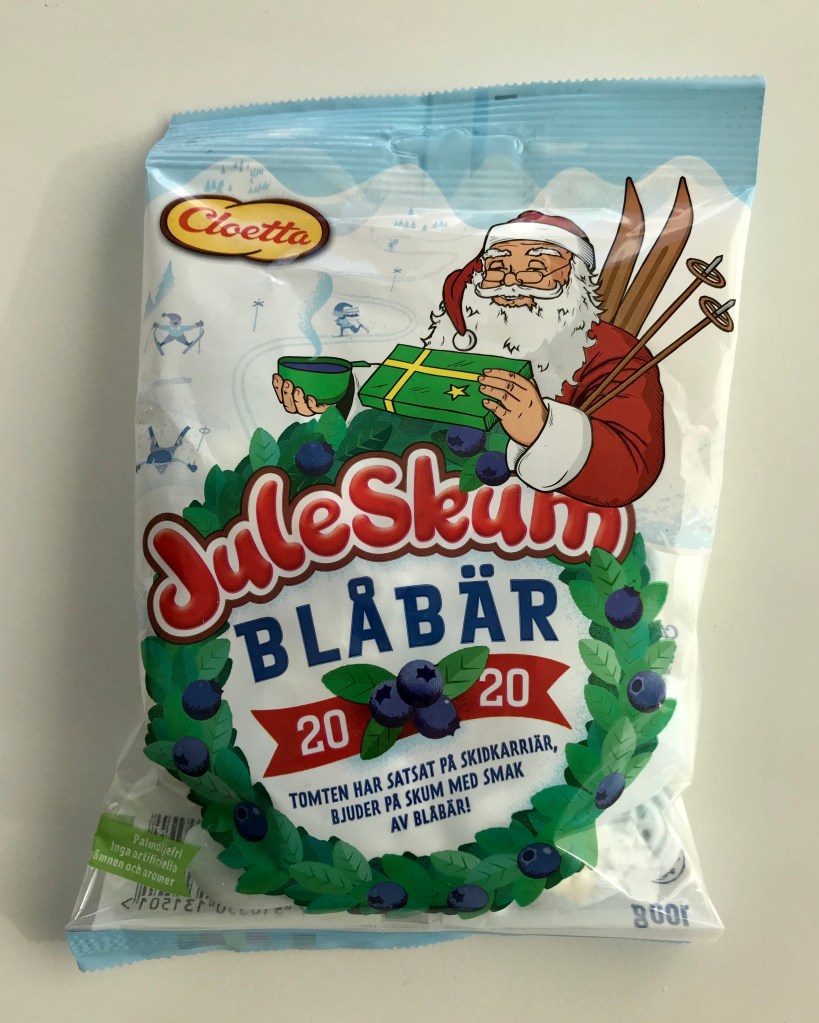 Cloetta
JuleSkum
BLÅBÄR
20 20
TOMTEN HAR SATSAT PÅ SKIDKARRIÄR,
BJUDER PÅ SKUM MED SMAK
AV BLÅBÄR!
Palmoljefri
Inga artificiella
ämnen och aromer
100g